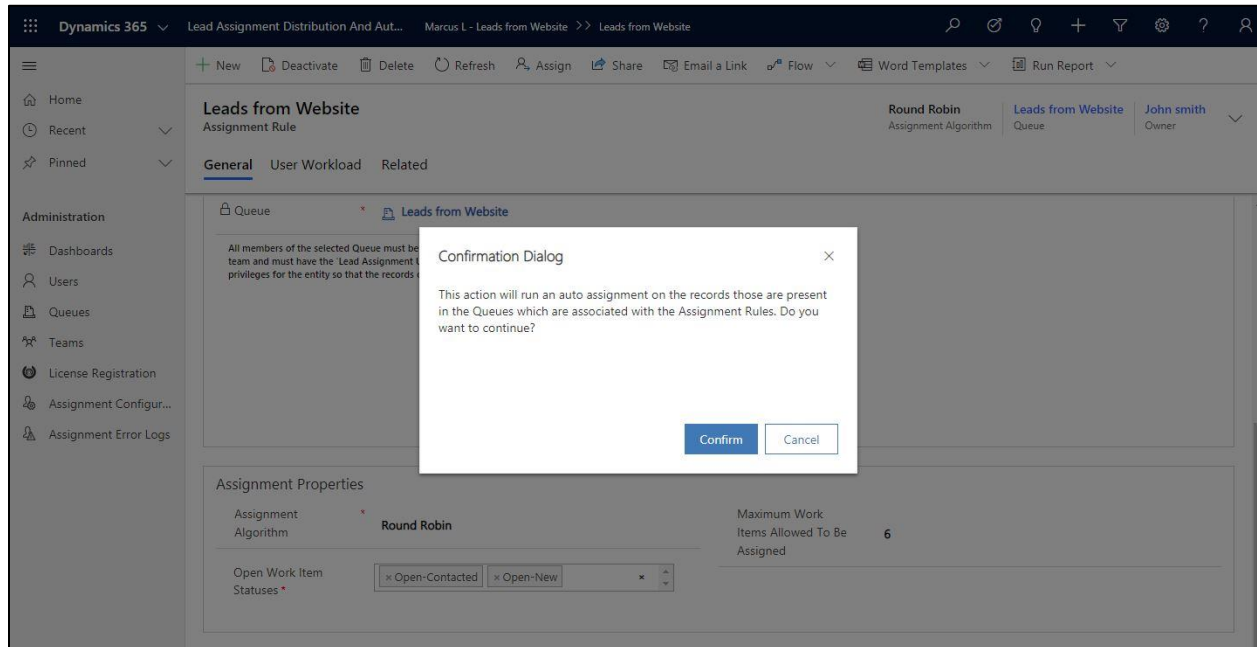 Dynamics 365 Lead Assignment Distribution And Aut... Marcus L - Leads from Website >> Leads from Website
New Deactivate Delete Refresh Assign Share Email a Link Flow Word Templates Run Report
Home
Recent
Pinned
Administration
Dashboards
Users
Queues
Teams
License Registration
Assignment Configur...
Assignment Error Logs
Leads from Website
Assignment Rule
Round Robin
Assignment Algorithm
Leads from Website
Queue
John smith
Owner
General User Workload Related
Queue * Leads from Website
All members of the selected Queue must be
team and must have the 'Lead Assignment
privileges for the entity so that the records
Confirmation Dialog
This action will run an auto assignment on the records those are present
in the Queues which are associated with the Assignment Rules. Do you
want to continue?
Confirm Cancel
Assignment Properties
Assignment *
Algorithm
Round Robin
Maximum Work
Items Allowed To Be
Assigned
6
Open Work Item
Statuses *
× Open-Contacted × Open-New ×